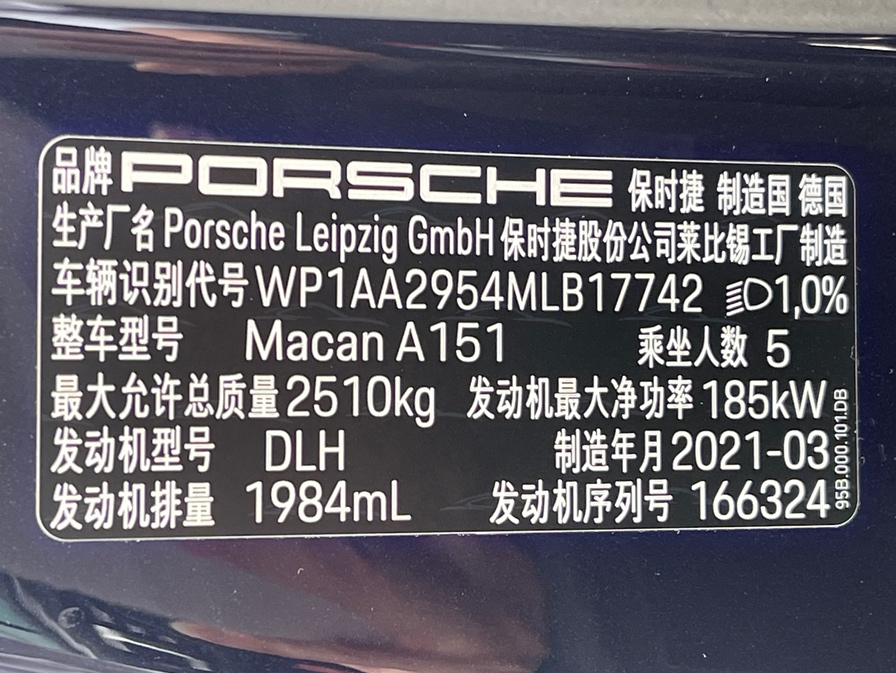 品牌 PORSCHE 保时捷 制造国 德国
生产厂名 Porsche Leipzig GmbH 保时捷股份公司莱比锡工厂制造
车辆识别代号 WP1AA2954MLB17742 1,0%
整车型号 Macan A151 乘坐人数 5
最大允许总质量 2510kg 发动机最大净功率 185kW
发动机型号 DLH 制造年月 2021-03
发动机排量 1984mL 发动机序列号 166324
95B.000.101.DB